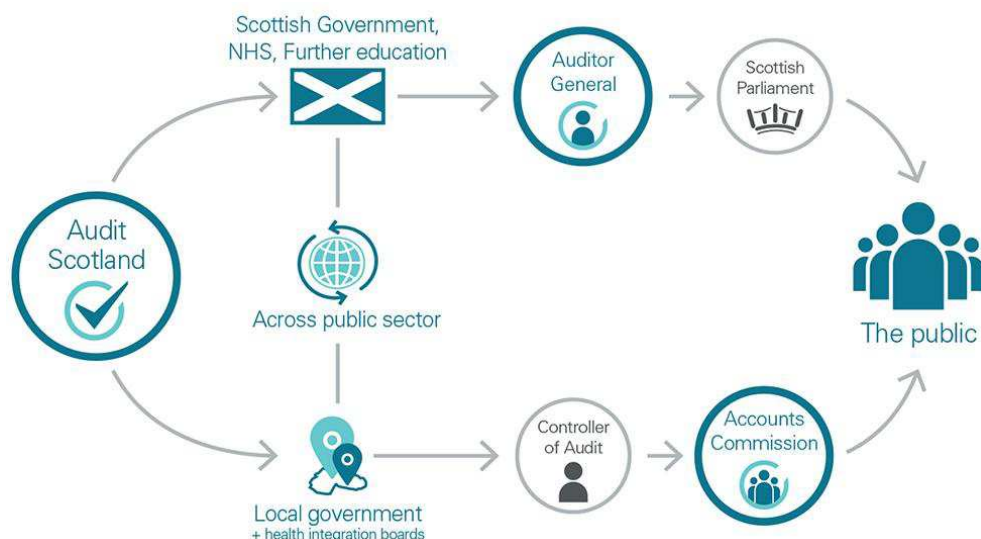 Scottish Government,
NHS, Further education
Auditor
General
Scottish
Parliament
Audit
Scotland
Across public sector
The public
Local government
+ health integration boards
Controller
of Audit
Accounts
Commission